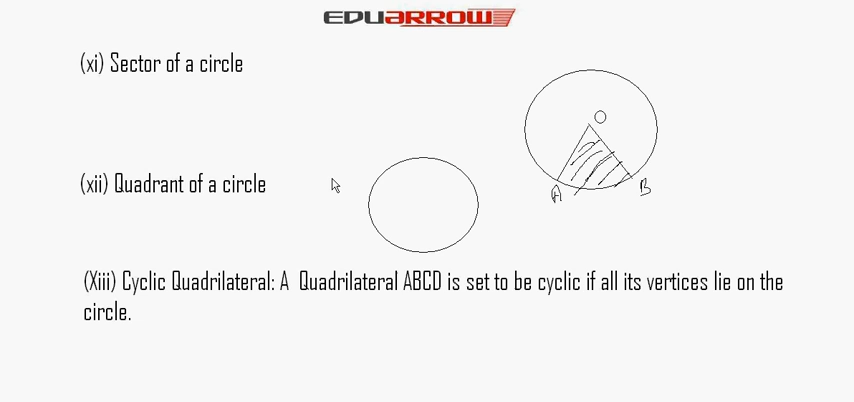 EDUARROW
(xi) Sector of a circle
O
A
B
(xii) Quadrant of a circle
(Xiii) Cyclic Quadrilateral: A Quadrilateral ABCD is set to be cyclic if all its vertices lie on the
circle.